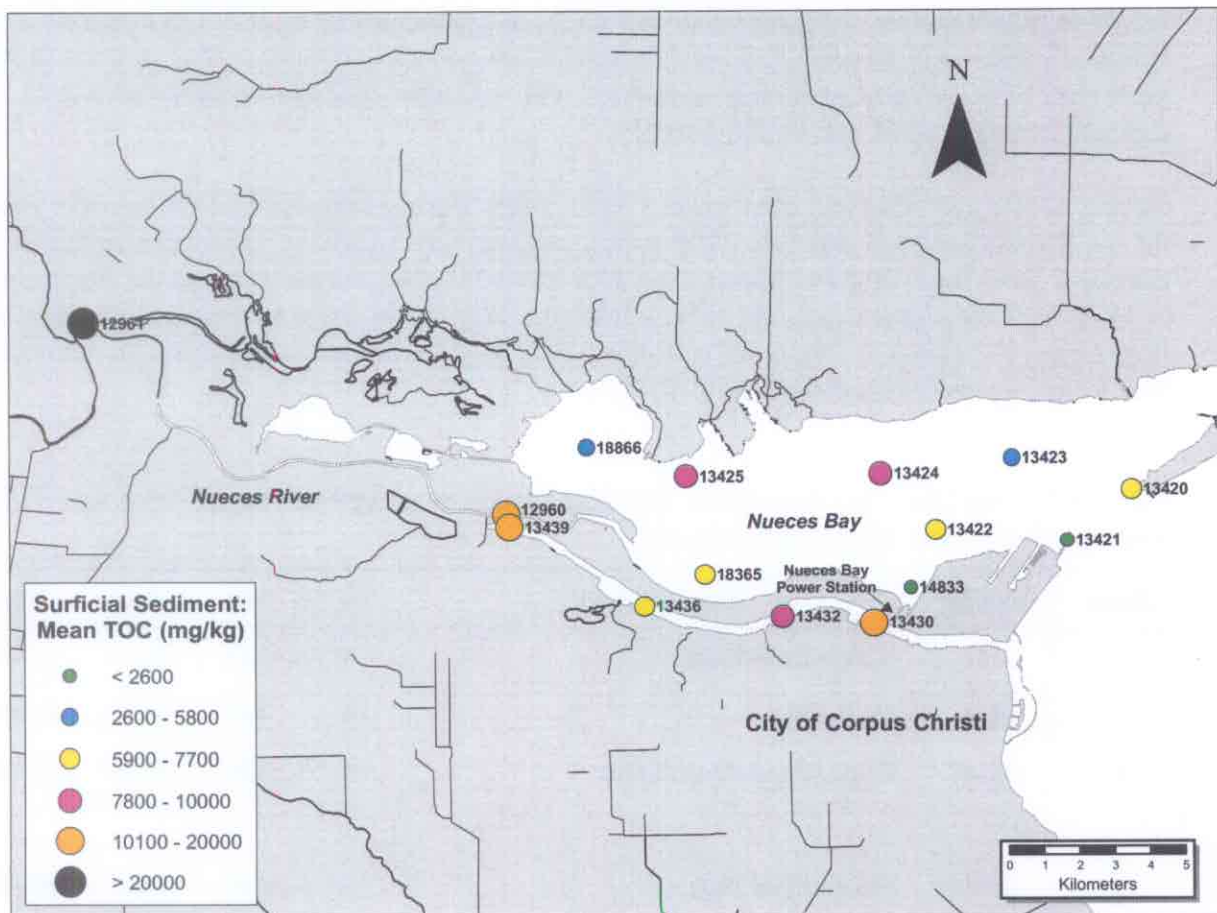 N
12961
18866
13425
13424
13423
13420
Nueces River
12960
13439
Nueces Bay
13422
13421
18365
Nueces Bay
Power Station
14833
13436
13432
13430
City of Corpus Christi
Surficial Sediment:
Mean TOC (mg/kg)
< 2600
2600 - 5800
5900 - 7700
7800 - 10000
10100 - 20000
> 20000
0 1 2 3 4 5
Kilometers